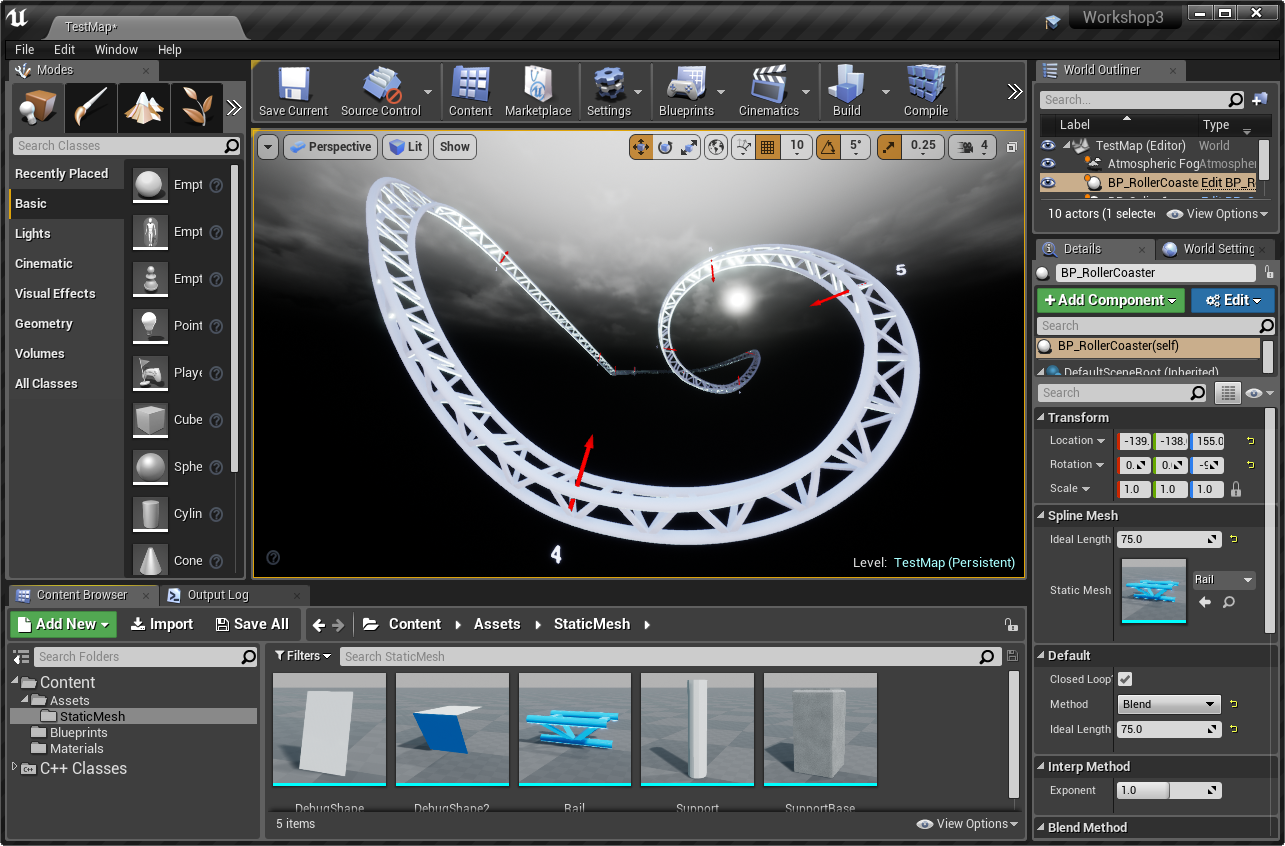 TestMap*
Workshop3
File Edit Window Help
Modes
Search Classes
Recently Placed
Basic
Lights
Cinematic
Visual Effects
Geometry
Volumes
All Classes
Empt
Empt
Empt
Point
Playe
Cube
Sphe
Cylin
Cone
Save Current
Source Control
Content
Marketplace
Settings
Blueprints
Cinematics
Build
Compile
Perspective
Lit
Show
10
5°
0.25
4
5
4
Level: TestMap (Persistent)
World Outliner
Search...
Label Type
TestMap (Editor) World
Atmospheric Fog Atmospher
BP_RollerCoaste Edit BP_R
10 actors (1 selected
View Options
Details
World Setting
BP_RollerCoaster
+Add Component
Edit
Search
BP_RollerCoaster(self)
DefaultSceneRoot (Inherited)
Search
Transform
Location -139. -138. 155.0
Rotation 0. 0. -9
Scale 1.0 1.0 1.0
Spline Mesh
Ideal Length 75.0
Static Mesh
Rail
Default
Closed Loop?
Method Blend
Ideal Length 75.0
Interp Method
Exponent 1.0
Blend Method
Content Browser
Output Log
Add New
Import
Save All
Content Assets StaticMesh
Search Folders
Content
Assets
StaticMesh
Blueprints
Materials
C++ Classes
Filters
Search StaticMesh
DebugShape
DebugShape2
Rail
Support
SupportBase
5 items
View Options